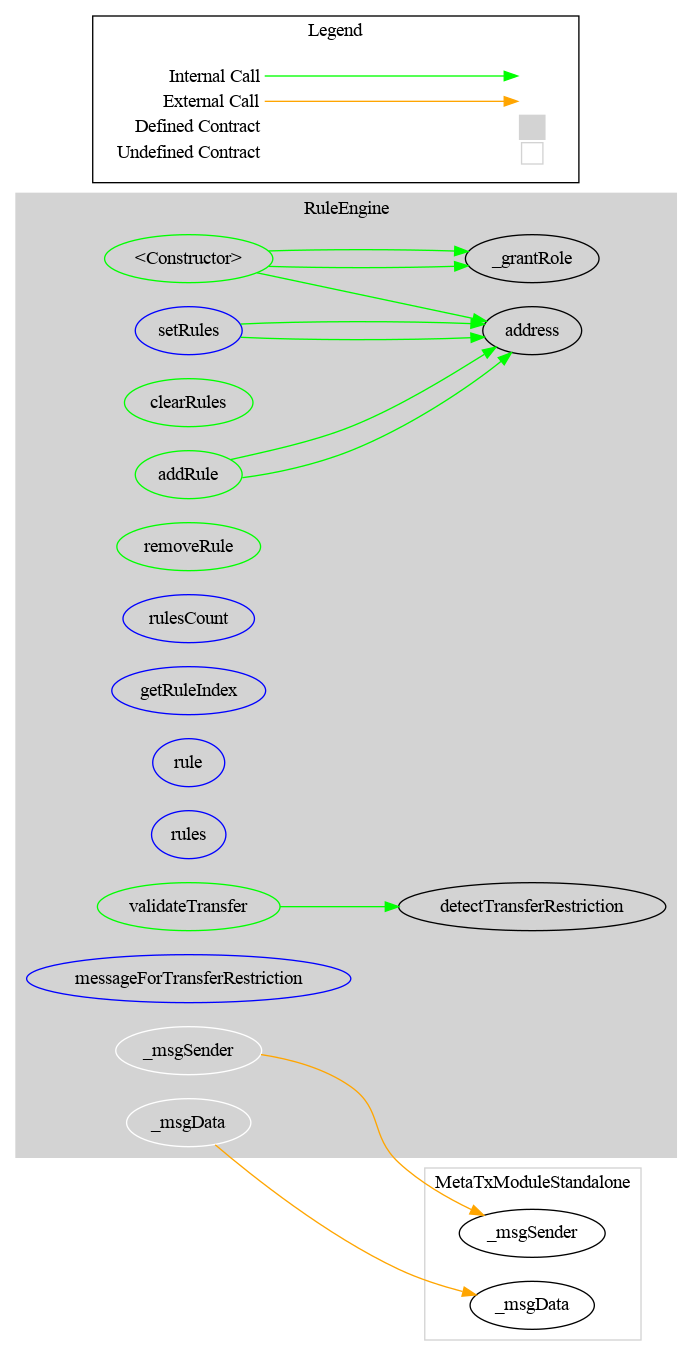 Legend
Internal Call
External Call
Defined Contract
Undefined Contract
RuleEngine
<Constructor>
_grantRole
setRules
address
clearRules
addRule
removeRule
rulesCount
getRuleIndex
rule
rules
validateTransfer
detectTransferRestriction
messageForTransferRestriction
_msgSender
_msgData
MetaTxModuleStandalone
_msgSender
_msgData